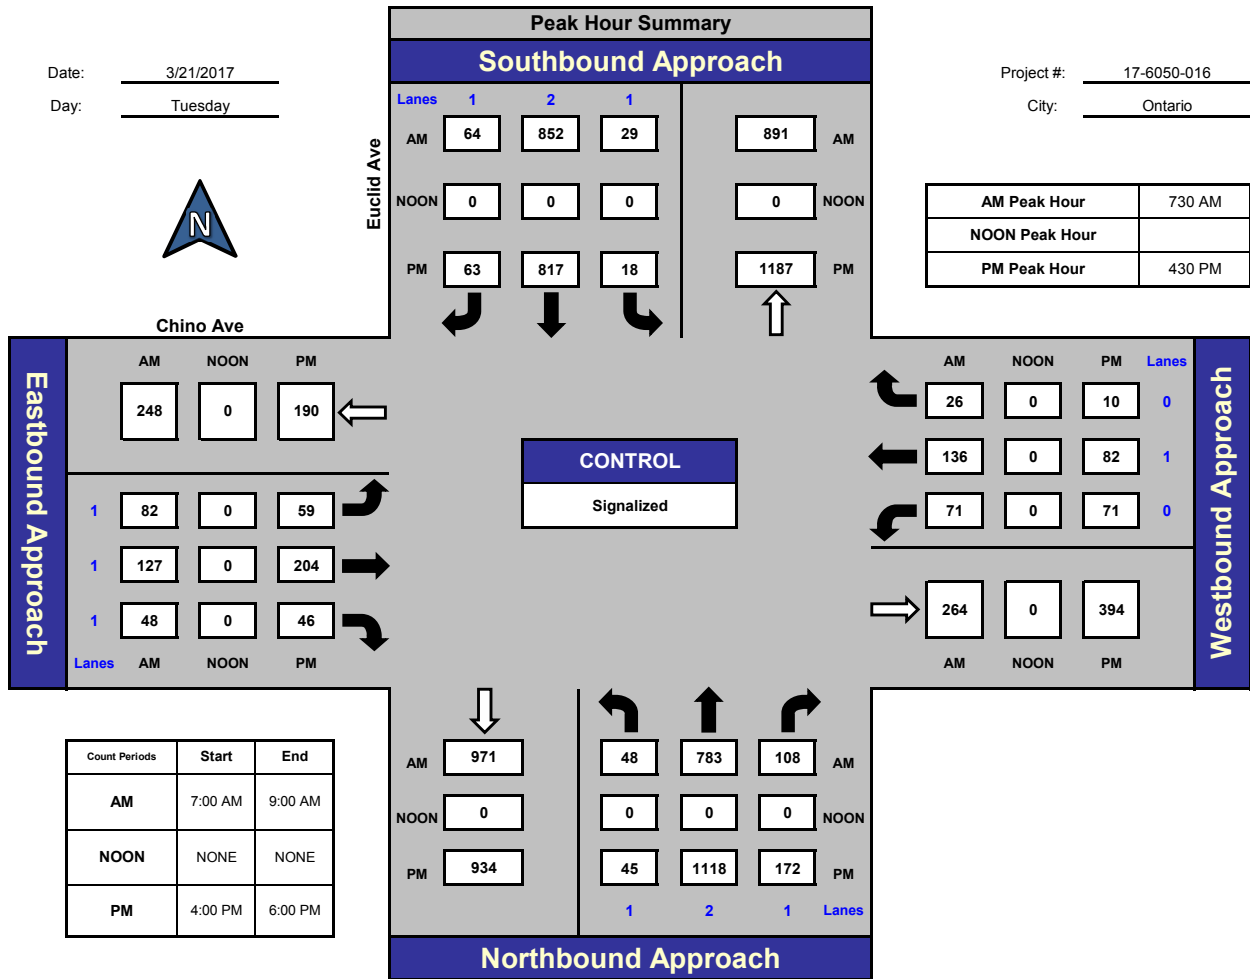 Peak Hour Summary
Southbound Approach
Date: 3/21/2017
Day: Tuesday
Project #: 17-6050-016
City: Ontario
N
Euclid Ave
Lanes 1 2 1
AM 64 852 29 891 AM
NOON 0 0 0 0 NOON
PM 63 817 18 1187 PM
AM Peak Hour 730 AM
NOON Peak Hour
PM Peak Hour 430 PM
Chino Ave
Eastbound Approach
AM NOON PM
248 0 190
1 82 0 59
1 127 0 204
1 48 0 46
Lanes AM NOON PM
CONTROL
Signalized
AM NOON PM Lanes
26 0 10 0
136 0 82 1
71 0 71 0
264 0 394
AM NOON PM
Westbound Approach
Count Periods Start End
AM 7:00 AM 9:00 AM
NOON NONE NONE
PM 4:00 PM 6:00 PM
AM 971 48 783 108 AM
NOON 0 0 0 0 NOON
PM 934 45 1118 172 PM
1 2 1 Lanes
Northbound Approach